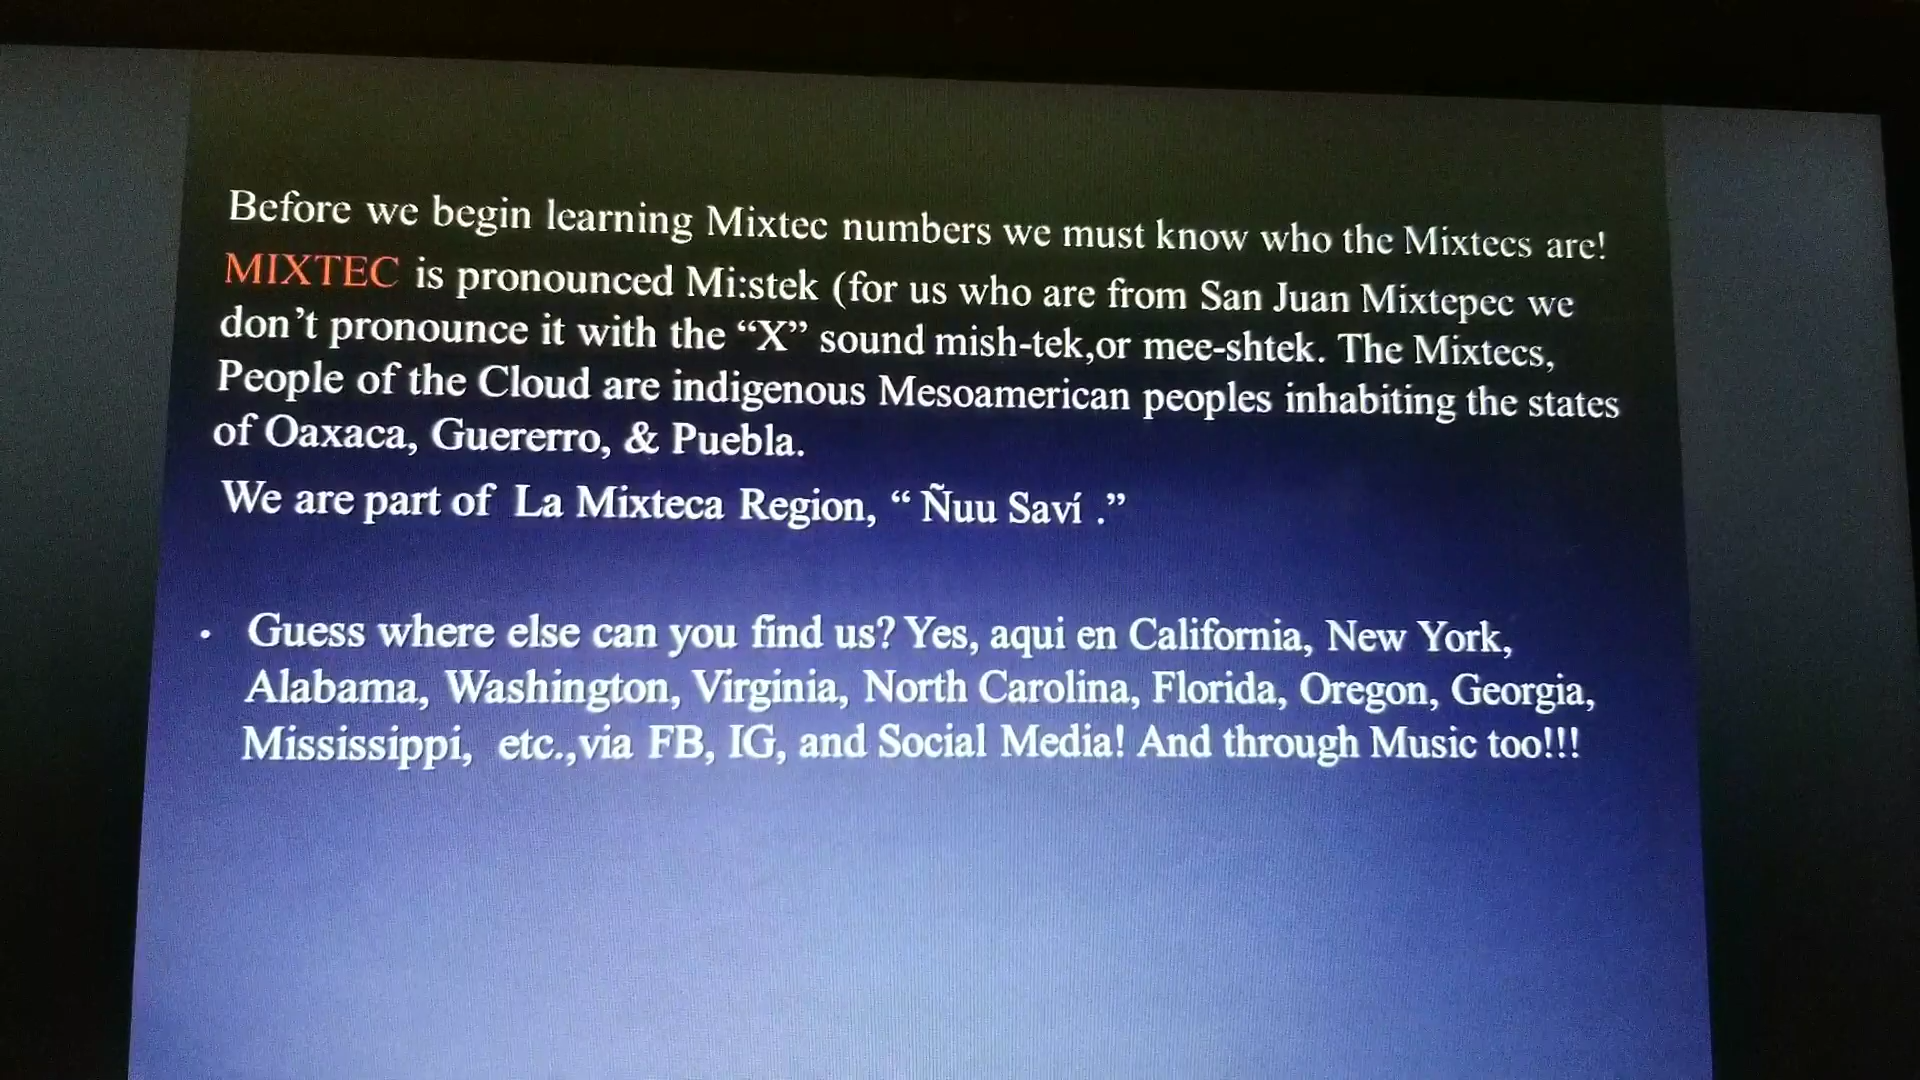 Before we begin learning Mixtec numbers we must know who the Mixtecs are!
MIXTEC is pronounced Mi:stek (for us who are from San Juan Mixtepec we
don’t pronounce it with the “X” sound mish-tek,or mee-shtek. The Mixtecs,
People of the Cloud are indigenous Mesoamerican peoples inhabiting the states
of Oaxaca, Guererro, & Puebla.
We are part of La Mixteca Region, “ Ñuu Saví .”
• Guess where else can you find us? Yes, aqui en California, New York,
Alabama, Washington, Virginia, North Carolina, Florida, Oregon, Georgia,
Mississippi, etc.,via FB, IG, and Social Media! And through Music too!!!